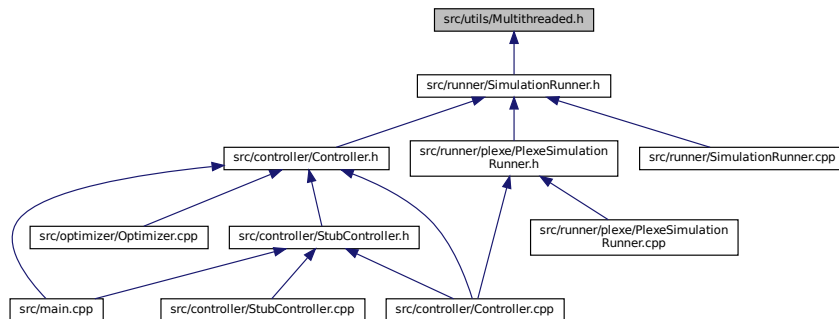 src/utils/Multithreaded.h
src/runner/SimulationRunner.h
src/controller/Controller.h
src/runner/plexe/PlexeSimulation
Runner.h
src/runner/SimulationRunner.cpp
src/optimizer/Optimizer.cpp
src/controller/StubController.h
src/runner/plexe/PlexeSimulation
Runner.cpp
src/main.cpp
src/controller/StubController.cpp
src/controller/Controller.cpp